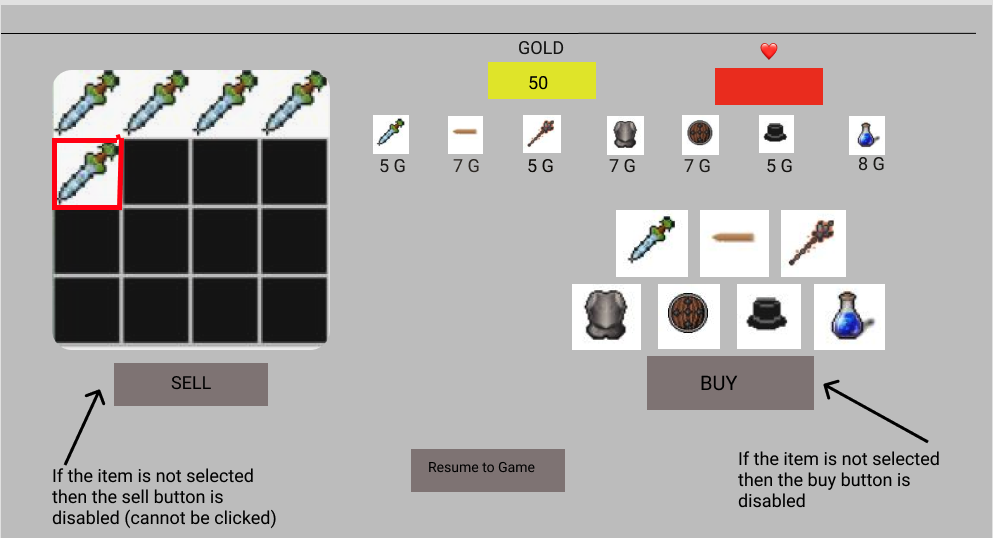 GOLD
50
5 G
7 G
5 G
7 G
7 G
5 G
8 G
SELL
BUY
If the item is not selected
then the sell button is
disabled (cannot be clicked)
Resume to Game
If the item is not selected
then the buy button is
disabled